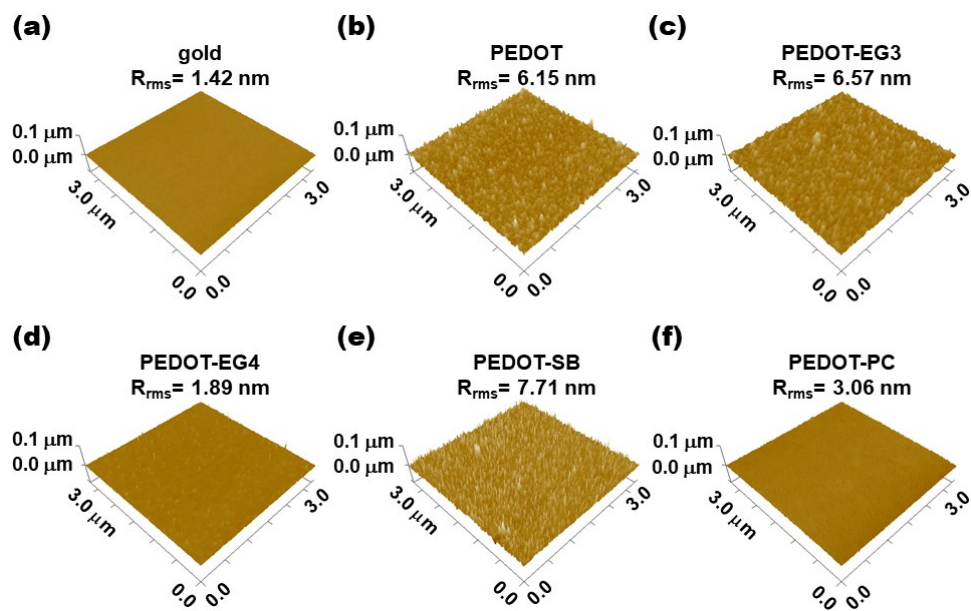 (a)
gold
Rrms= 1.42 nm
0.1 μm
0.0 μm
3.0 μm
0.0
0.0
3.0
(b)
PEDOT
Rrms= 6.15 nm
0.1 μm
0.0 μm
3.0 μm
0.0
0.0
3.0
(c)
PEDOT-EG3
Rrms= 6.57 nm
0.1 μm
0.0 μm
3.0 μm
0.0
0.0
3.0
(d)
PEDOT-EG4
Rrms= 1.89 nm
0.1 μm
0.0 μm
3.0 μm
0.0
0.0
3.0
(e)
PEDOT-SB
Rrms= 7.71 nm
0.1 μm
0.0 μm
3.0 μm
0.0
0.0
3.0
(f)
PEDOT-PC
Rrms= 3.06 nm
0.1 μm
0.0 μm
3.0 μm
0.0
0.0
3.0